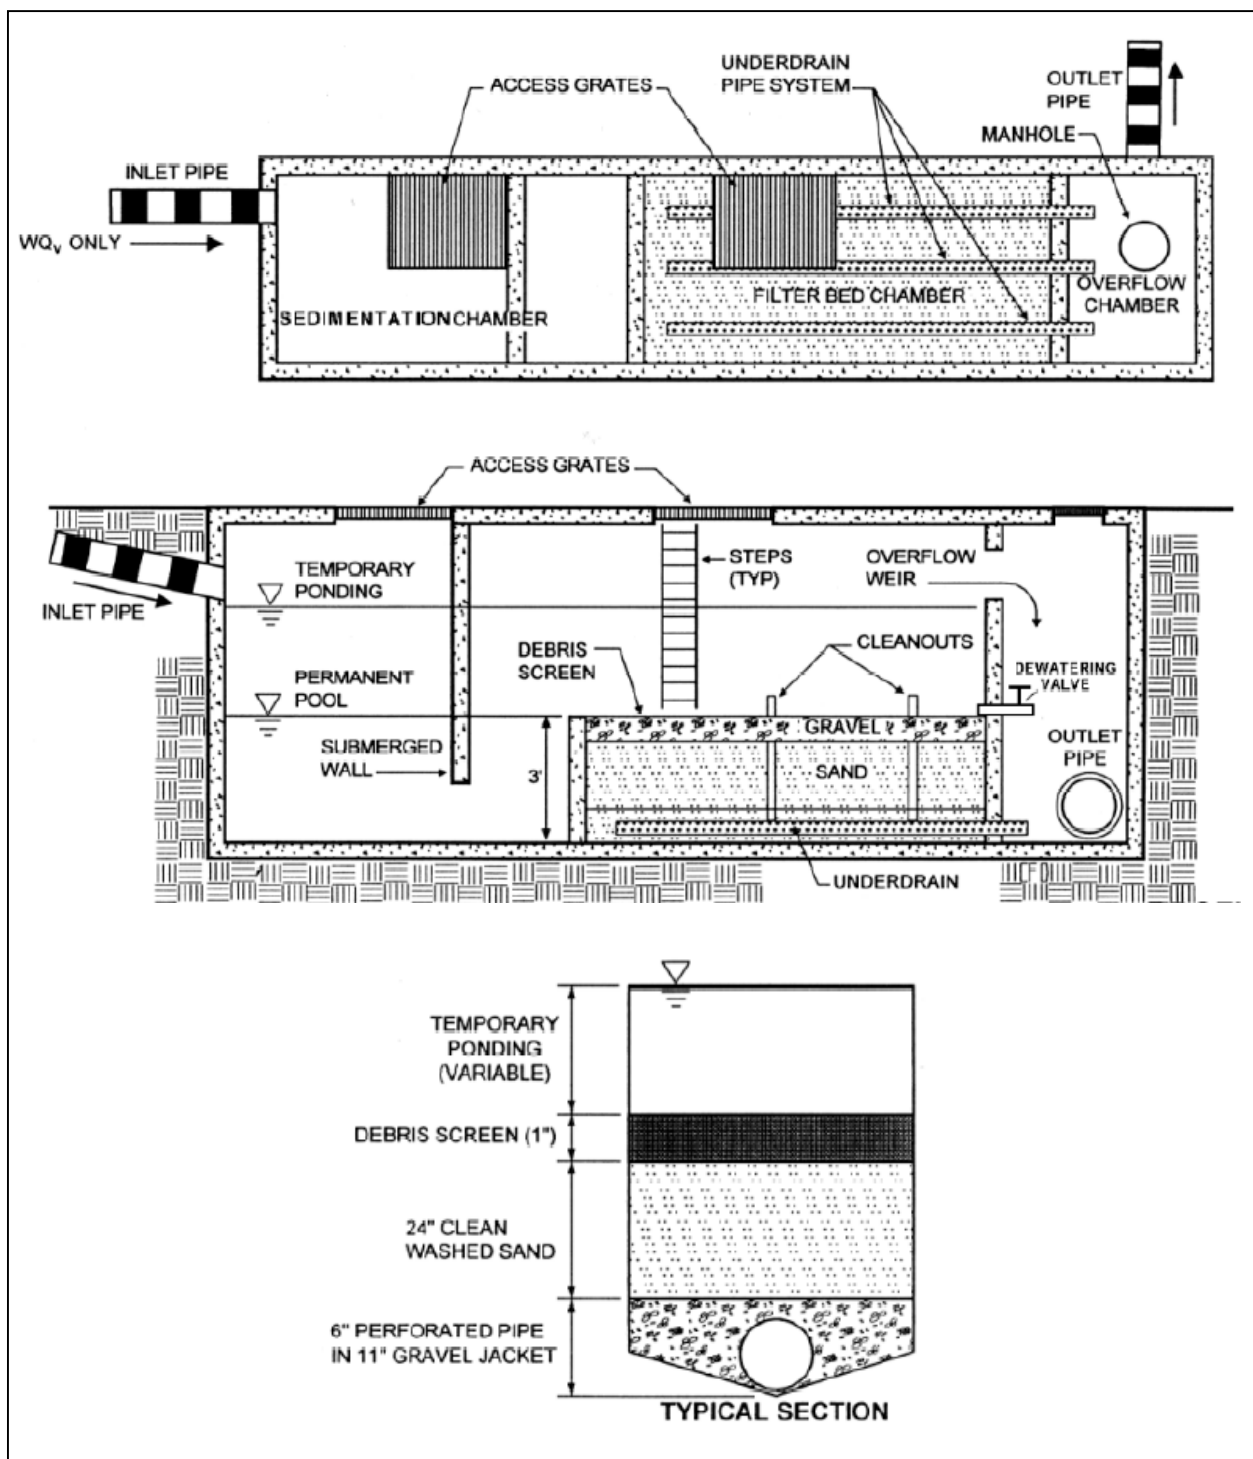 UNDERDRAIN
PIPE SYSTEM
ACCESS GRATES
OUTLET
PIPE
MANHOLE
INLET PIPE
WQv ONLY
FILTER BED CHAMBER
OVERFLOW
CHAMBER
SEDIMENTATION CHAMBER
ACCESS GRATES
TEMPORARY
PONDING
STEPS
(TYP)
OVERFLOW
WEIR
INLET PIPE
DEBRIS
SCREEN
CLEANOUTS
PERMANENT
POOL
DEWATERING
VALVE
GRAVEL
SUBMERGED
WALL
3'
SAND
OUTLET
PIPE
UNDERDRAIN
TEMPORARY
PONDING
(VARIABLE)
DEBRIS SCREEN (1")
24" CLEAN
WASHED SAND
6" PERFORATED PIPE
IN 11" GRAVEL JACKET
TYPICAL SECTION